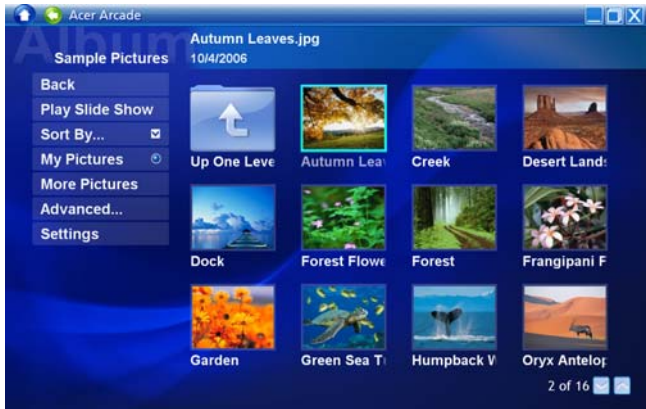 Acer Arcade
Album
Sample Pictures
Autumn Leaves.jpg
10/4/2006
Back
Play Slide Show
Sort By...
My Pictures
More Pictures
Advanced...
Settings
Up One Leve
Autumn Lea
Creek
Desert Lands
Dock
Forest Flowe
Forest
Frangipani F
Garden
Green Sea T
Humpback W
Oryx Antelop
2 of 16